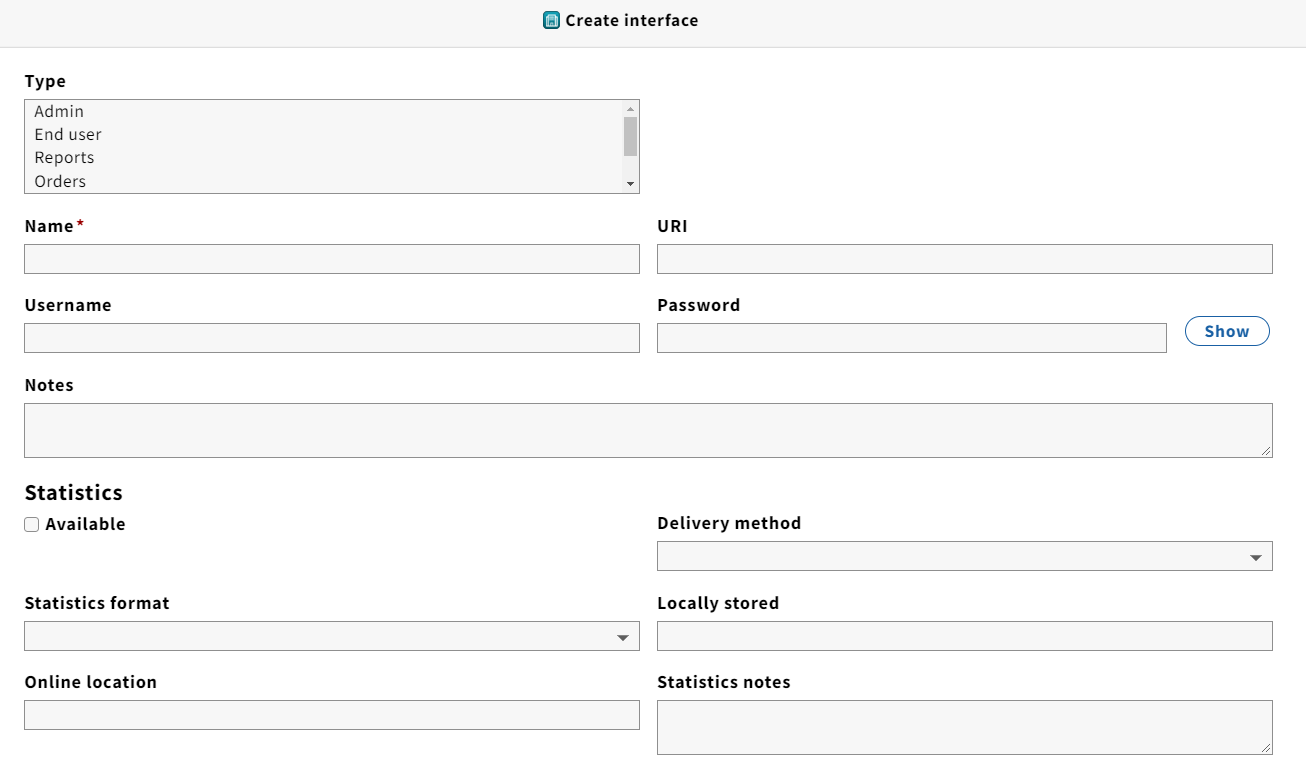 Create interface
Type
Admin
End user
Reports
Orders
Name*
URI
Username
Password
Show
Notes
Statistics
Available
Delivery method
Statistics format
Locally stored
Online location
Statistics notes